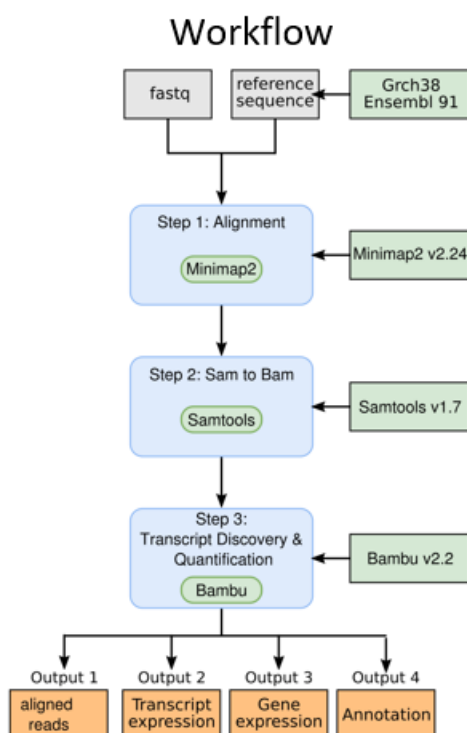 Workflow
fastq
reference
sequence
Grch38
Ensembl 91
Step 1: Alignment
Minimap2
Minimap2 v2.24
Step 2: Sam to Bam
Samtools
Samtools v1.7
Step 3:
Transcript Discovery &
Quantification
Bambu
Bambu v2.2
Output 1
Output 2
Output 3
Output 4
aligned
reads
Transcript
expression
Gene
expression
Annotation